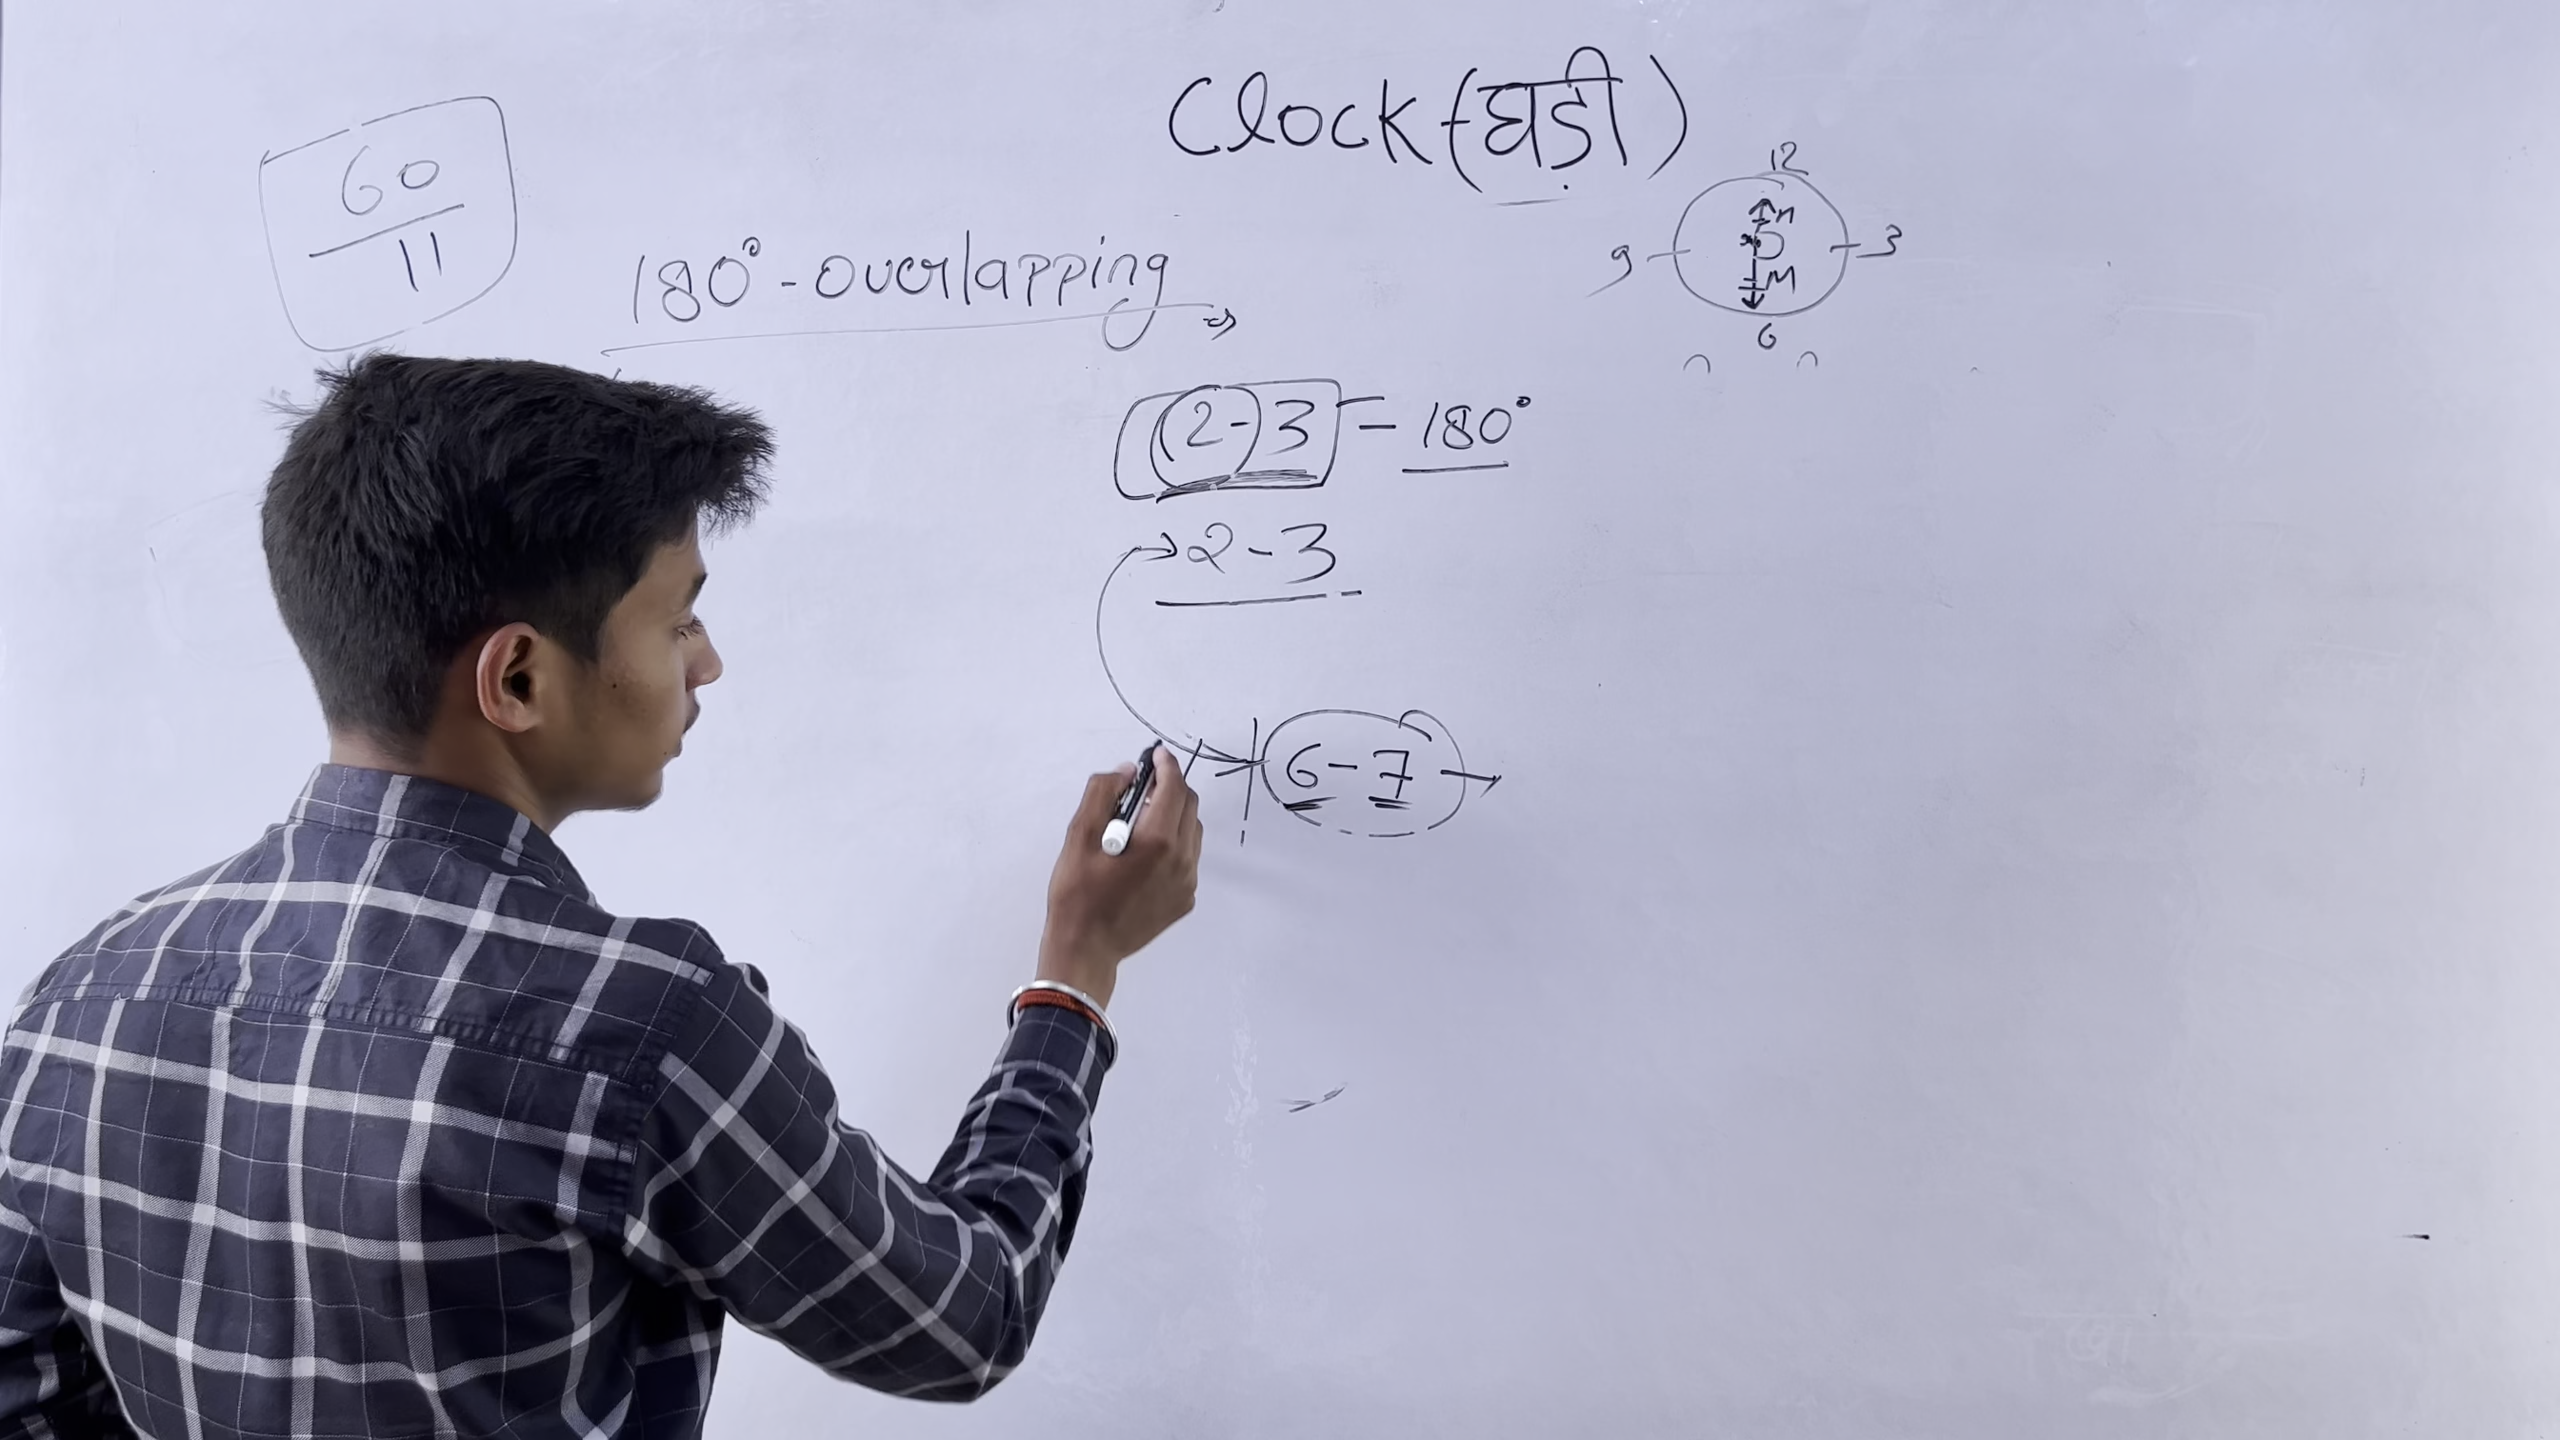 Clock (घड़ी)
60
11
180° - overlapping
12
9
3
H
M
6
2 - 3 = 180°
2 - 3
6 - 7